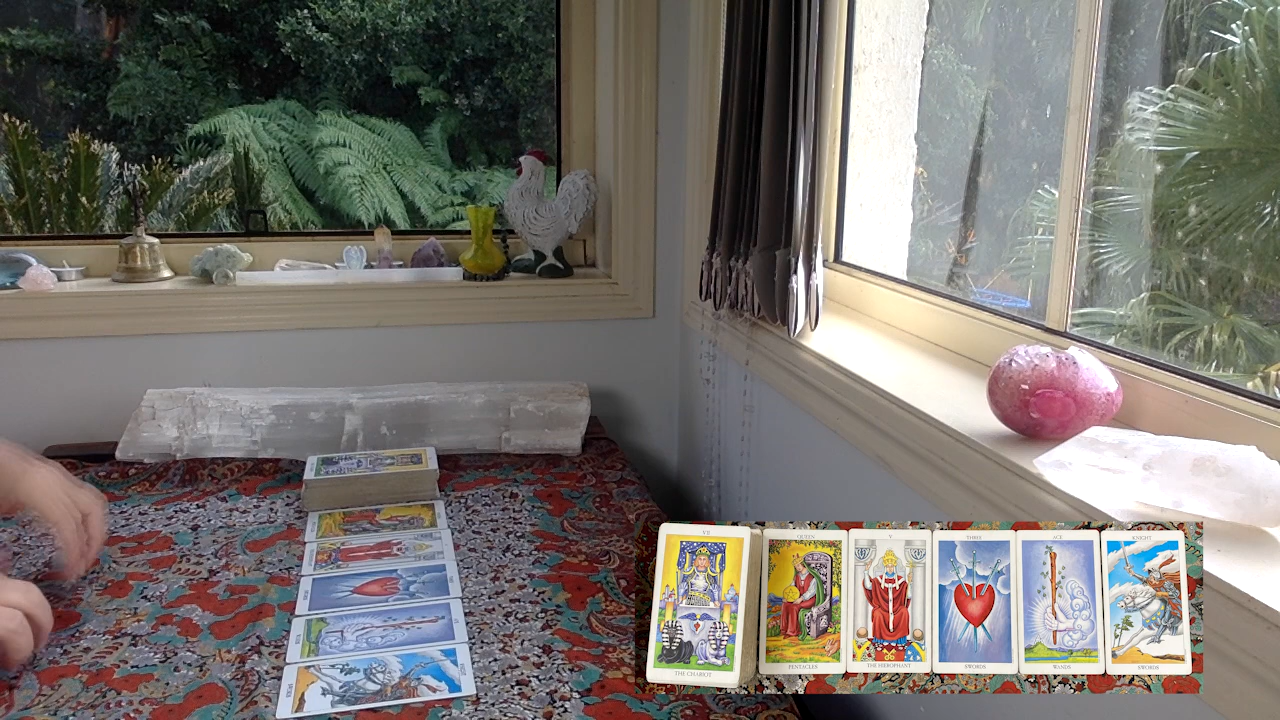 VII
THE CHARIOT
QUEEN
PENTACLES
V
THE HIEROPHANT
THREE
SWORDS
ACE
WANDS
KNIGHT
SWORDS